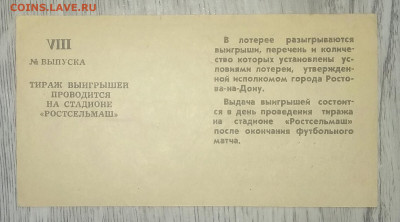 COINS.LAVE.RU
VIII
№ ВЫПУСКА
ТИРАЖ ВЫИГРЫШЕЙ
ПРОВОДИТСЯ
НА СТАДИОНЕ
«РОСТСЕЛЬМАШ»
В лотерее разыгрываются
выигрыши, перечень и количе-
ство которых установлены ус-
ловиями лотереи, утвержден-
ной исполкомом города Росто-
ва-на-Дону.
Выдача выигрышей состоит-
ся в день проведения тиража
на стадионе «Ростсельмаш»
после окончания футбольного
матча.